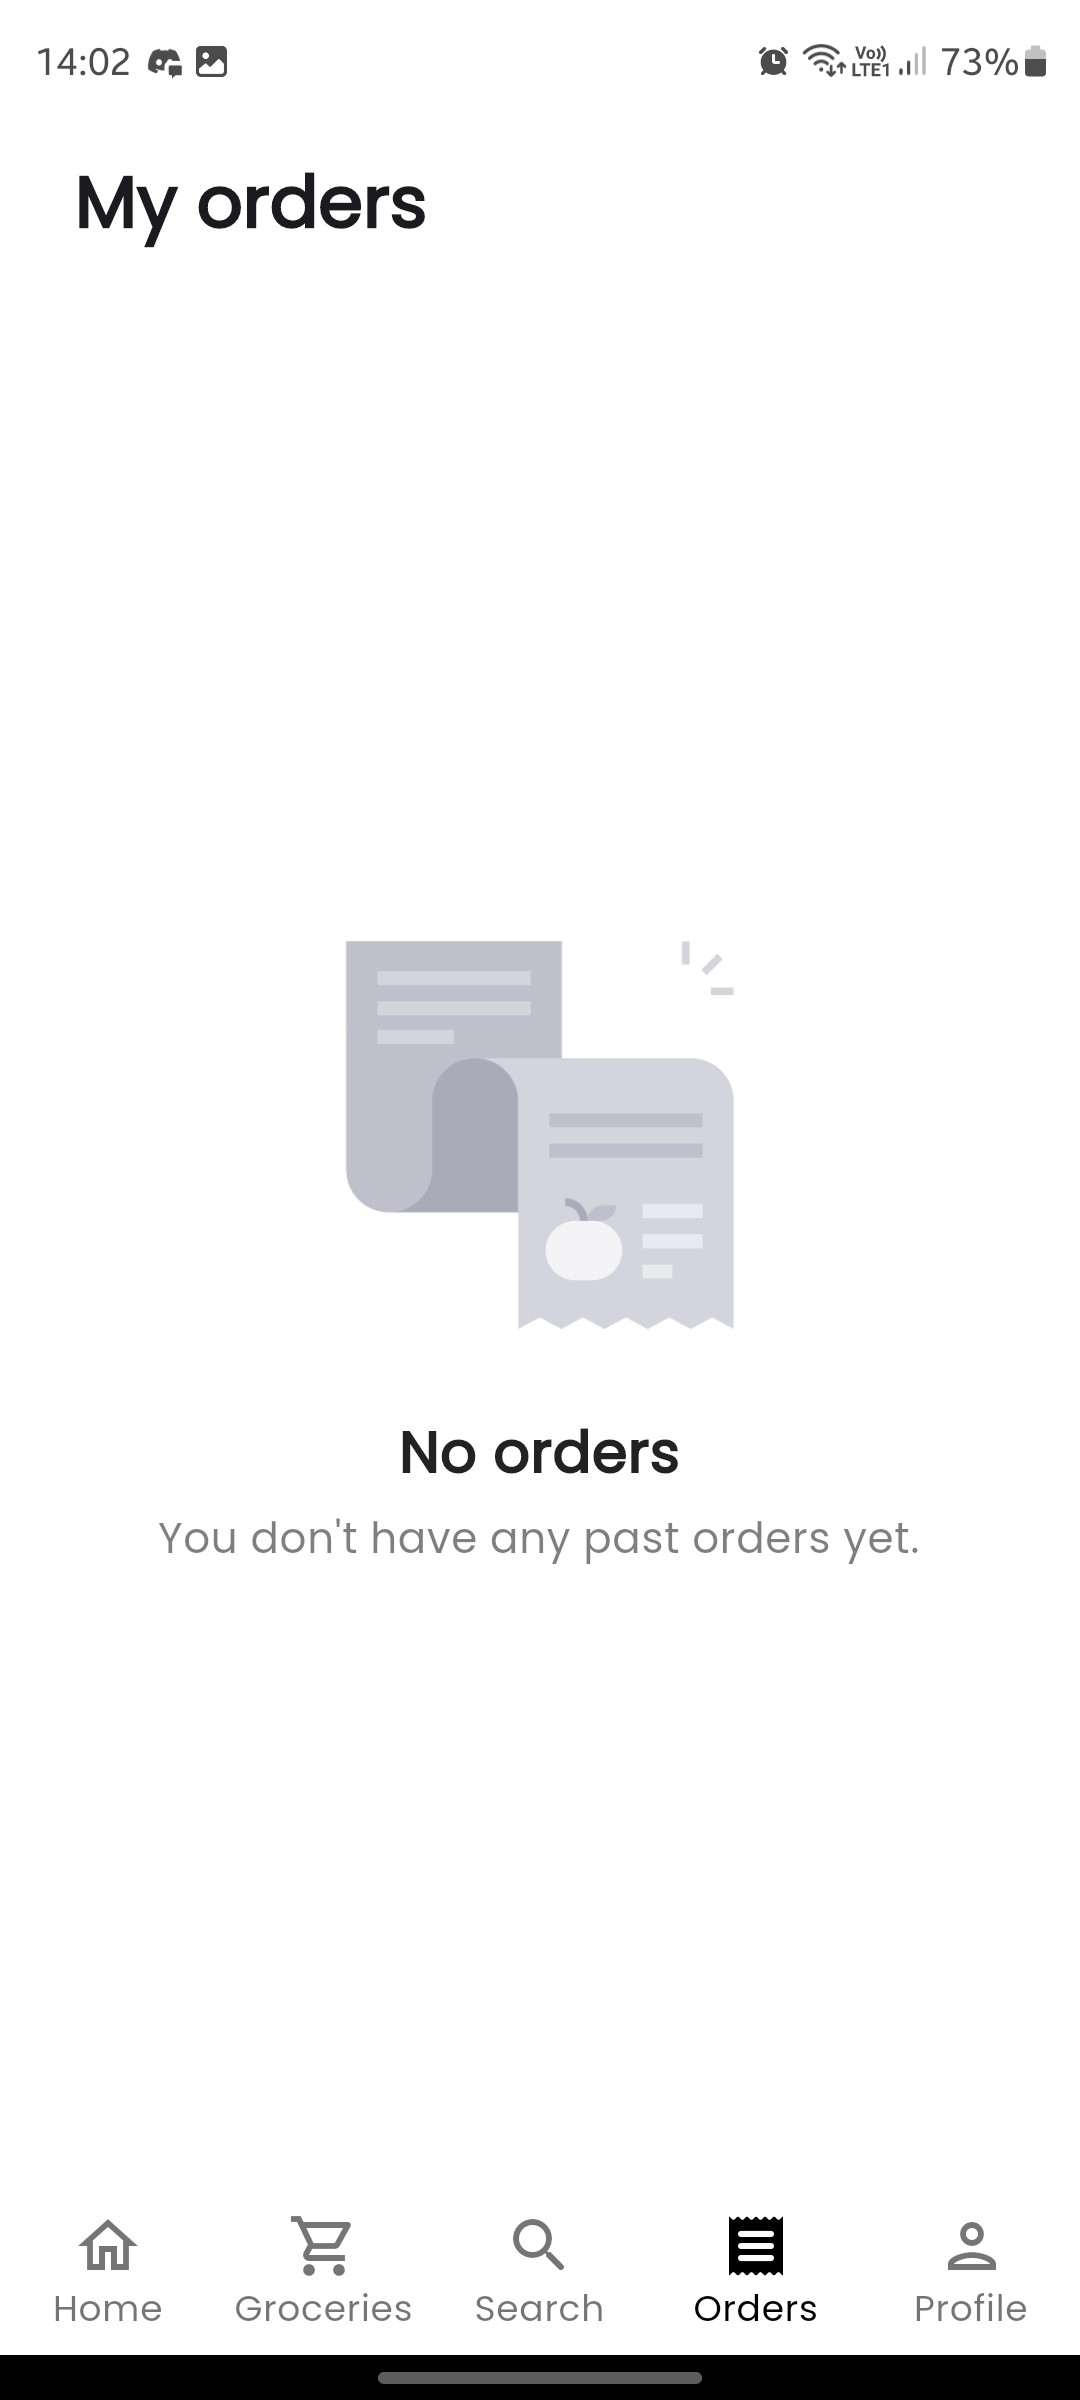 14:02 Vo)) LTE1 73%
My orders
No orders
You don't have any past orders yet.
Home Groceries Search Orders Profile